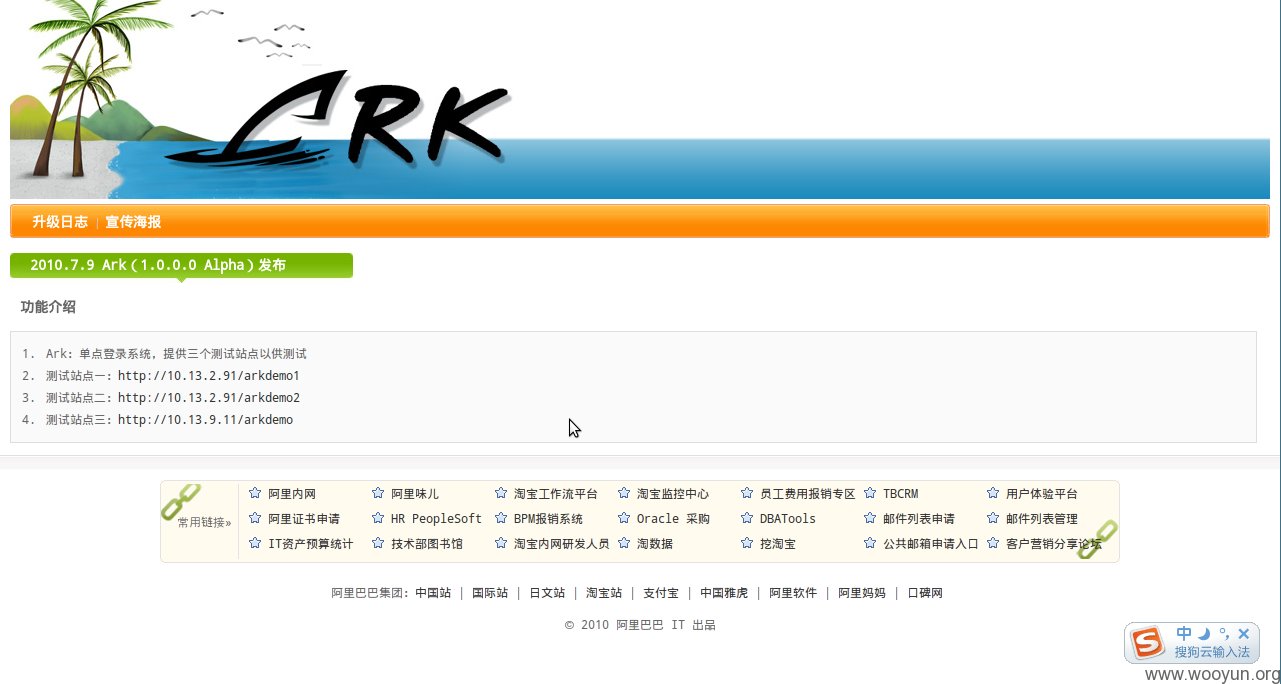 ARK
升级日志 | 宣传海报
2010.7.9 Ark（1.0.0.0 Alpha）发布
功能介绍
1. Ark: 单点登录系统，提供三个测试站点以供测试
2. 测试站点一: http://10.13.2.91/arkdemo1
3. 测试站点二: http://10.13.2.91/arkdemo2
4. 测试站点三: http://10.13.9.11/arkdemo
阿里内网 阿里味儿 淘宝工作流平台 淘宝监控中心 员工费用报销专区 TBCRM 用户体验平台
常用链接»
阿里证书申请 HR PeopleSoft BPM报销系统 Oracle 采购 DBATools 邮件列表申请 邮件列表管理
IT资产预算统计 技术部图书馆 淘宝内网研发人员 淘数据 挖淘宝 公共邮箱申请入口 客户营销分享论坛
阿里巴巴集团: 中国站 | 国际站 | 日文站 | 淘宝站 | 支付宝 | 中国雅虎 | 阿里软件 | 阿里妈妈 | 口碑网
© 2010 阿里巴巴 IT 出品
S 中 °,
搜狗云输入法
www.wooyun.org